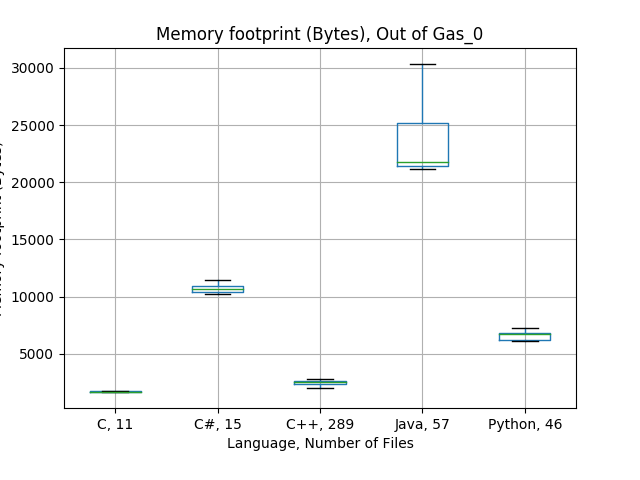 Memory footprint (Bytes), Out of Gas_0
30000
25000
20000
15000
10000
5000
C, 11
C#, 15
C++, 289
Java, 57
Python, 46
Language, Number of Files